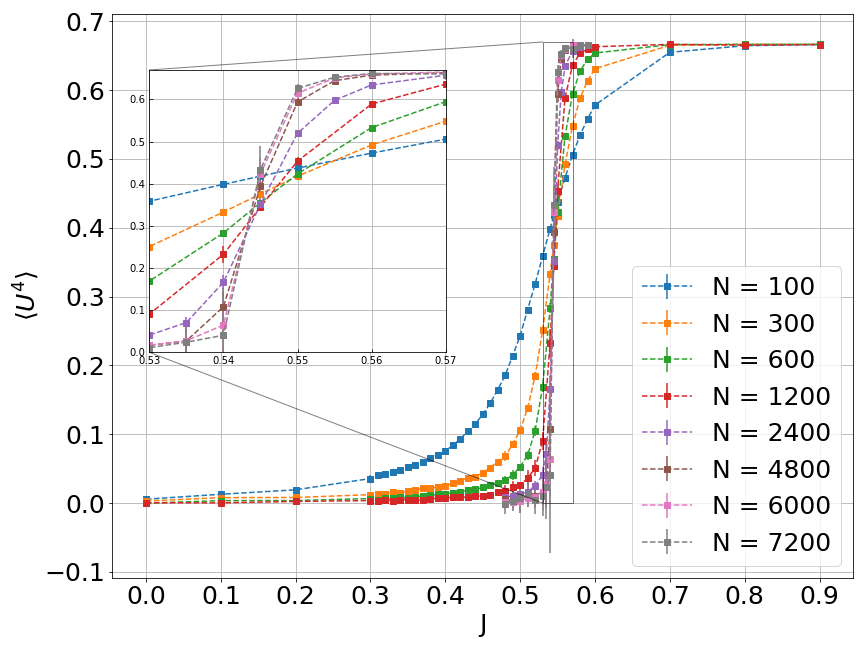 0.7
0.6
0.5
0.4
0.3
0.2
0.1
0.0
−0.1
⟨U⁴⟩
0.6
0.5
0.4
0.3
0.2
0.1
0.0
0.53 0.54 0.55 0.56 0.57
N = 100
N = 300
N = 600
N = 1200
N = 2400
N = 4800
N = 6000
N = 7200
0.0 0.1 0.2 0.3 0.4 0.5 0.6 0.7 0.8 0.9
J